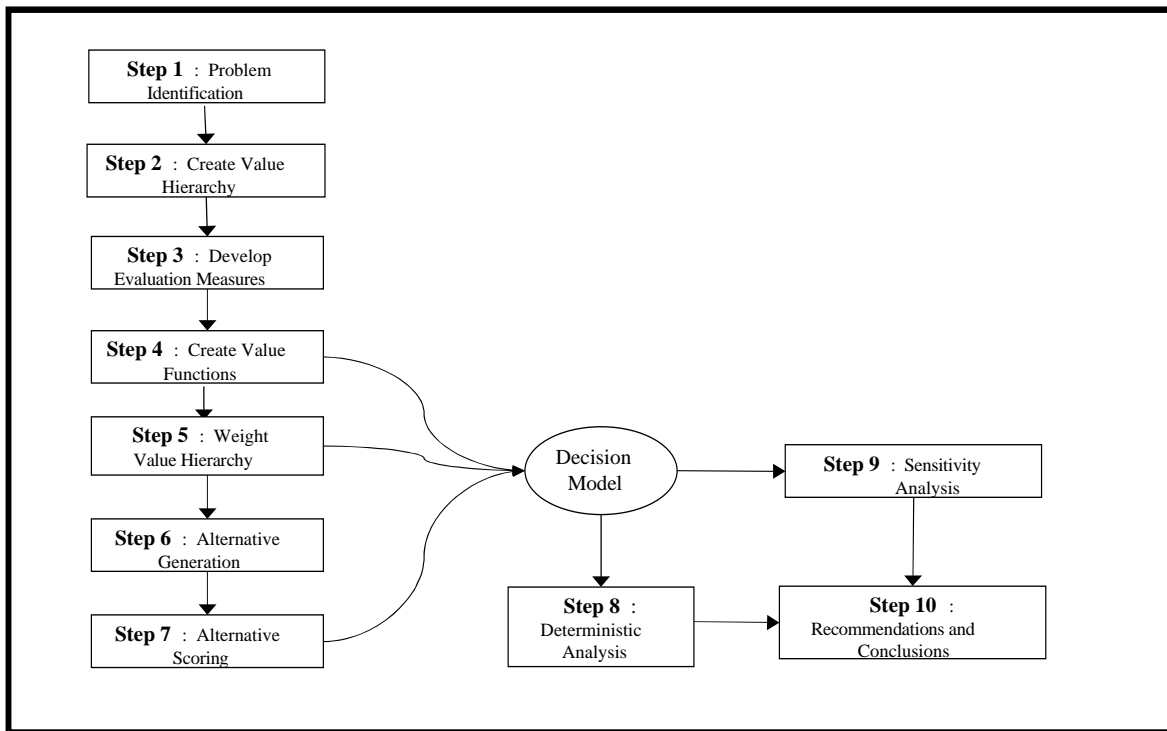 Step 1 : Problem
Identification
Step 2 : Create Value
Hierarchy
Step 3 : Develop
Evaluation Measures
Step 4 : Create Value
Functions
Step 5 : Weight
Value Hierarchy
Step 6 : Alternative
Generation
Step 7 : Alternative
Scoring
Decision
Model
Step 8 :
Deterministic
Analysis
Step 9 : Sensitivity
Analysis
Step 10 :
Recommendations and
Conclusions